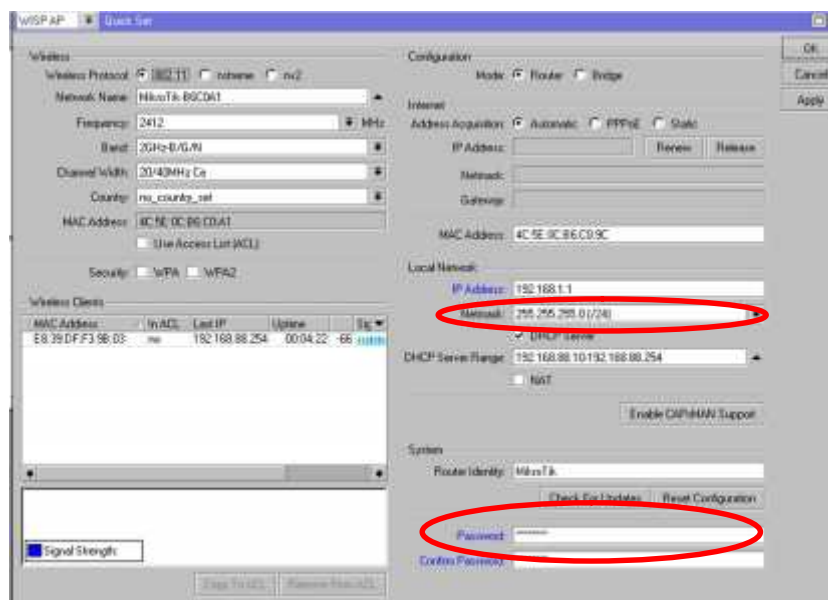 WISP AP Quick Set
Wireless
Wireless Protocol: 802.11 nstreme nv2
Network Name: MikroTik-B6C0A1
Frequency: 2412 MHz
Band: 2GHz-B/G/N
Channel Width: 20/40MHz Ce
Country: no_country_set
MAC Address: 4C:5E:0C:B6:C0:A1
Use Access List (ACL)
Security: WPA WPA2
Wireless Clients
MAC Address In ACL Last IP Uptime
E8:39:DF:F3:9B:03 no 192.168.88.254 00:04:22 -66
Signal Strength:
Copy To ACL Remove From ACL
Configuration
Mode: Router Bridge
Internet
Address Acquisition: Automatic PPPoE Static
IP Address: Renew Release
Netmask:
Gateway:
MAC Address: 4C:5E:0C:B6:C0:9C
Local Network
IP Address: 192.168.1.1
Netmask: 255.255.255.0 (/24)
DHCP Server
DHCP Server Range: 192.168.88.10-192.168.88.254
NAT
Enable CAPsMAN Support
System
Router Identity: MikroTik
Check For Updates Reset Configuration
Password:
Confirm Password:
OK
Cancel
Apply